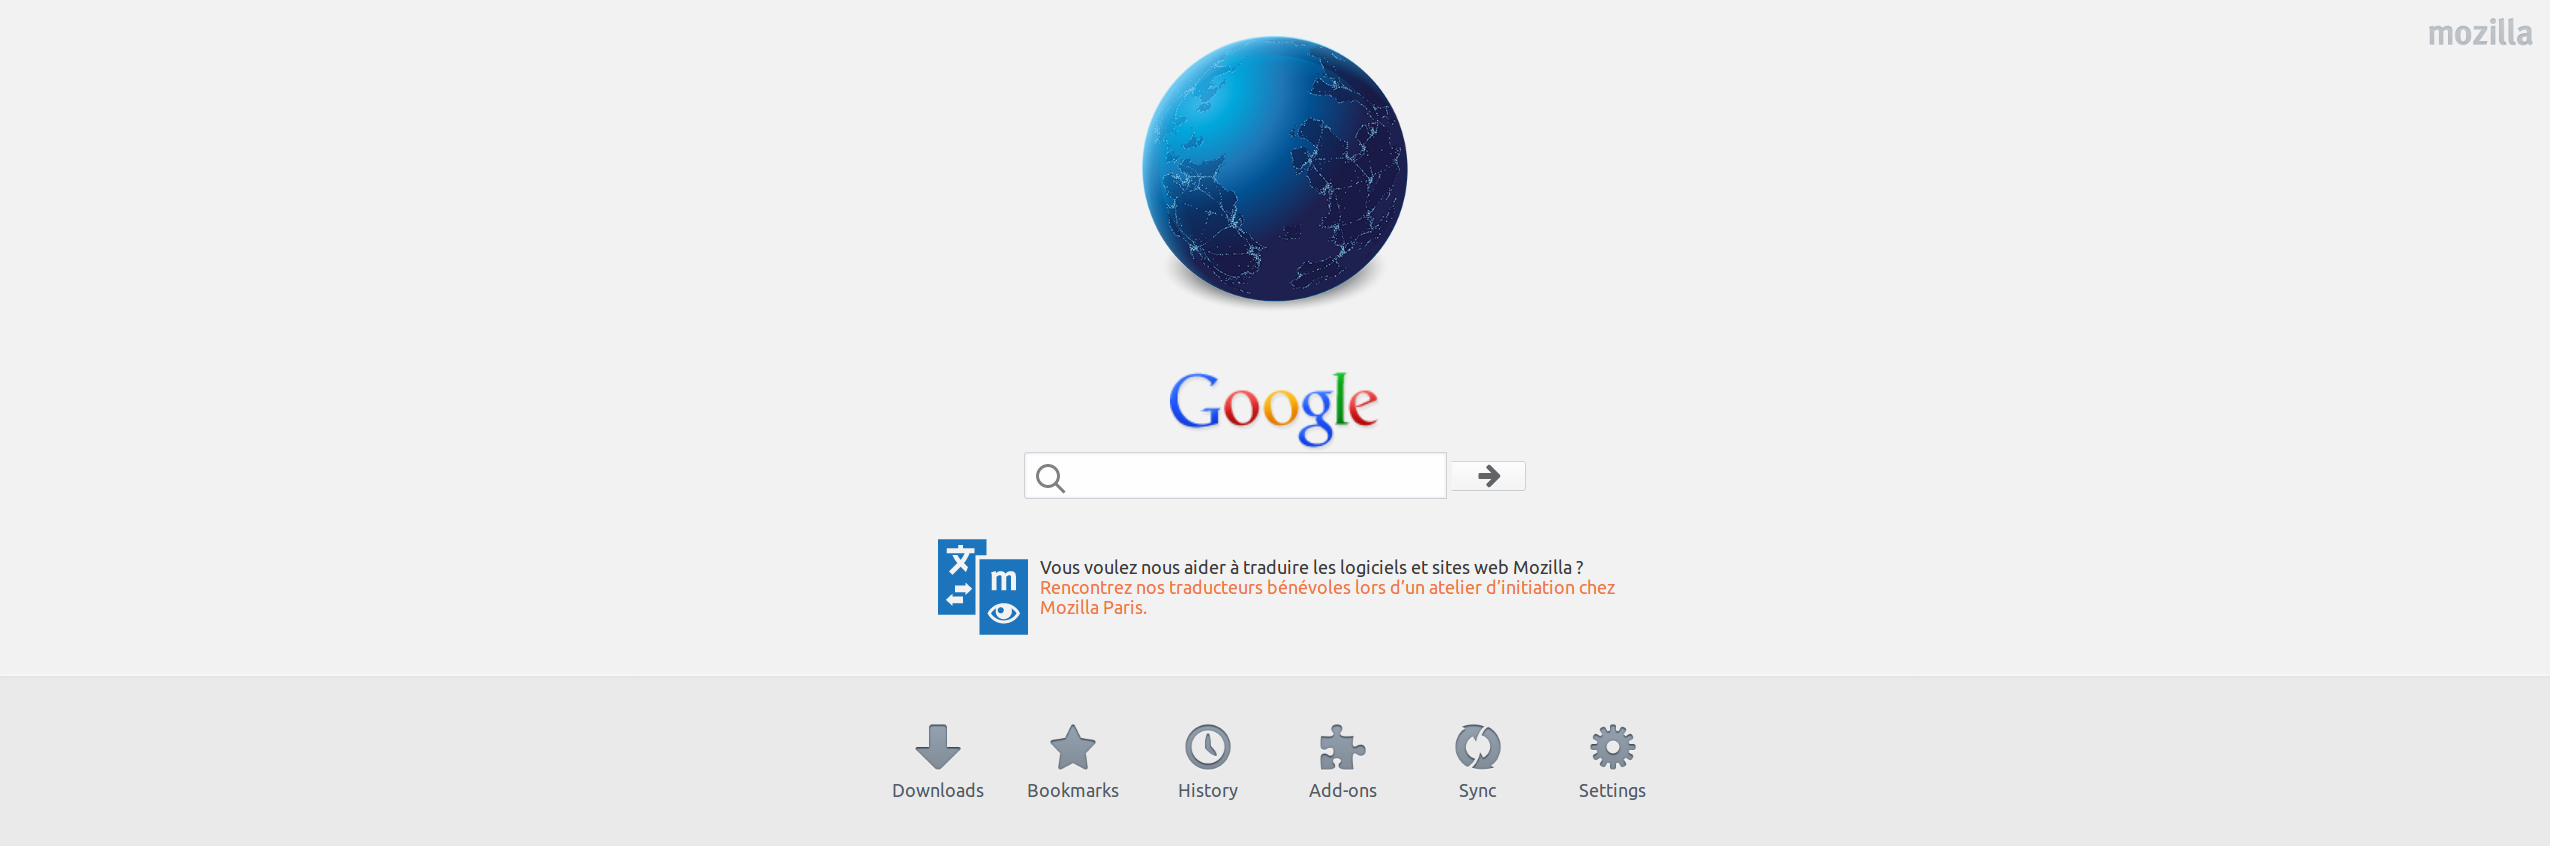 mozilla
Google
文
m
Vous voulez nous aider à traduire les logiciels et sites web Mozilla ?
Rencontrez nos traducteurs bénévoles lors d’un atelier d’initiation chez
Mozilla Paris.
Downloads Bookmarks History Add-ons Sync Settings